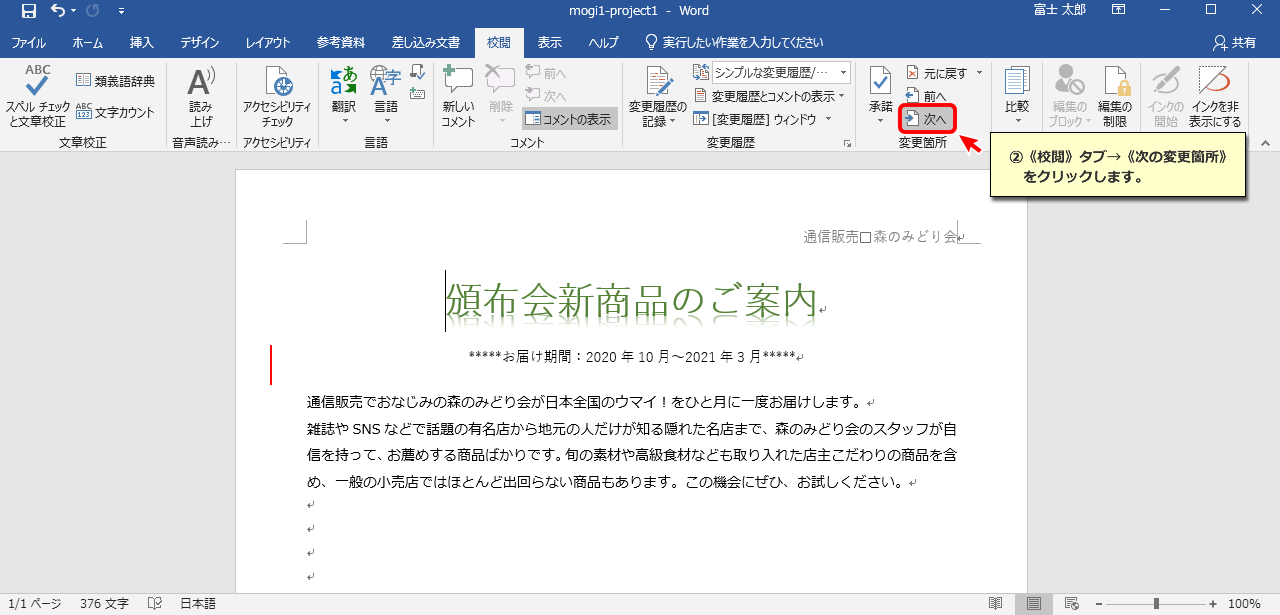 mogi1-project1 - Word
富士 太郎
ファイル ホーム 挿入 デザイン レイアウト 参考資料 差し込み文書 校閲 表示 ヘルプ 実行したい作業を入力してください 共有
ABC
スペル チェック
と文章校正
類義語辞典
ABC
123
文字カウント
文章校正
A
読み
上げ
音声読み…
アクセシビリティ
チェック
アクセシビリティ
あ
a
翻訳
A字
言語
言語
新しい
コメント
削除
前へ
次へ
コメントの表示
コメント
変更履歴の
記録
シンプルな変更履歴/…
変更履歴とコメントの表示
[変更履歴] ウィンドウ
変更履歴
承諾
元に戻す
前へ
次へ
変更箇所
比較
編集の
ブロック
編集の
制限
インクの
開始
インクを非
表示にする
②《校閲》タブ→《次の変更箇所》
をクリックします。
通信販売□森のみどり会
頒布会新商品のご案内
*****お届け期間：2020 年 10 月～2021 年 3 月*****
通信販売でおなじみの森のみどり会が日本全国のウマイ！をひと月に一度お届けします。
雑誌や SNS などで話題の有名店から地元の人だけが知る隠れた名店まで、森のみどり会のスタッフが自
信を持って、お薦めする商品ばかりです。旬の素材や高級食材なども取り入れた店主こだわりの商品を含
め、一般の小売店ではほとんど出回らない商品もあります。この機会にぜひ、お試しください。
1/1 ページ 376 文字 日本語 100%